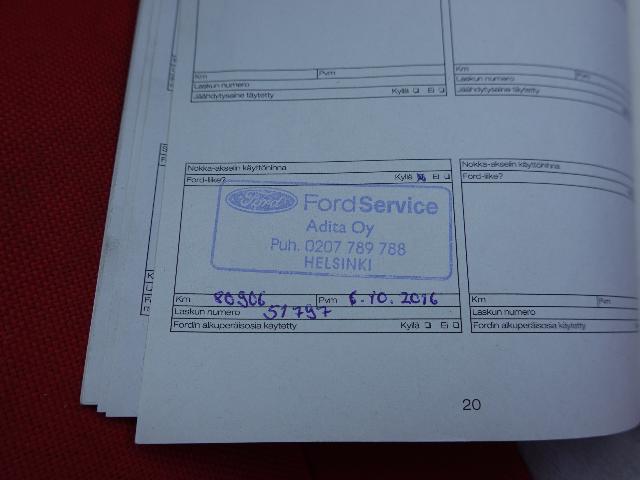 Km Pvm
Laskun numero
Jäähdytysaine täytetty Kyllä ☐ Ei ☐
Km Pvm
Laskun numero
Jäähdytysaine täytetty
Nokka-akselin käyttöhihna
Ford-liike? Kyllä ☒ Ei ☐
Ford FordService
Adita Oy
Puh. 0207 789 788
HELSINKI
Km 80906 Pvm 6.10.2016
Laskun numero 51797
Fordin alkuperäisosia käytetty Kyllä ☐ Ei ☐
Nokka-akselin käyttöhihna
Ford-liike?
Km Pvm
Laskun numero
Fordin alkuperäisosia käytetty
20